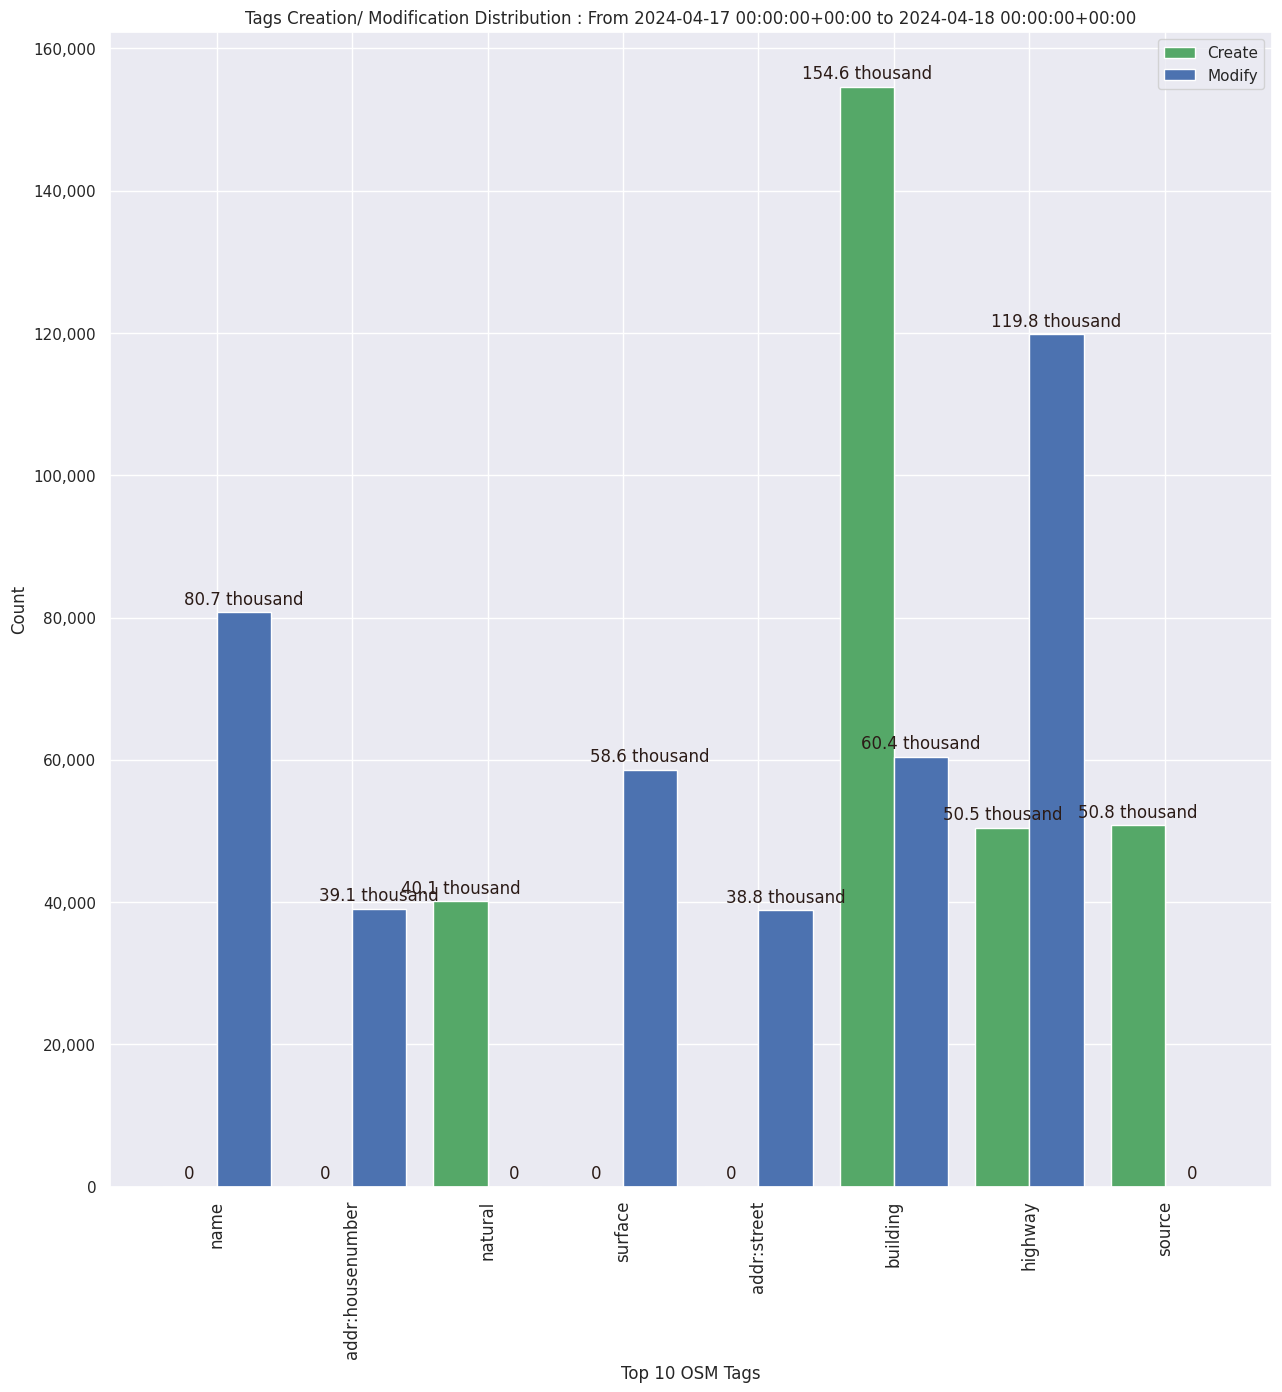 Tags Creation/ Modification Distribution : From 2024-04-17 00:00:00+00:00 to 2024-04-18 00:00:00+00:00
Create
Modify
160,000
140,000
120,000
100,000
80,000
60,000
40,000
20,000
0
Count
0
80.7 thousand
0
39.1 thousand
40.1 thousand
0
0
58.6 thousand
0
38.8 thousand
154.6 thousand
60.4 thousand
50.5 thousand
119.8 thousand
50.8 thousand
0
name
addr:housenumber
natural
surface
addr:street
building
highway
source
Top 10 OSM Tags